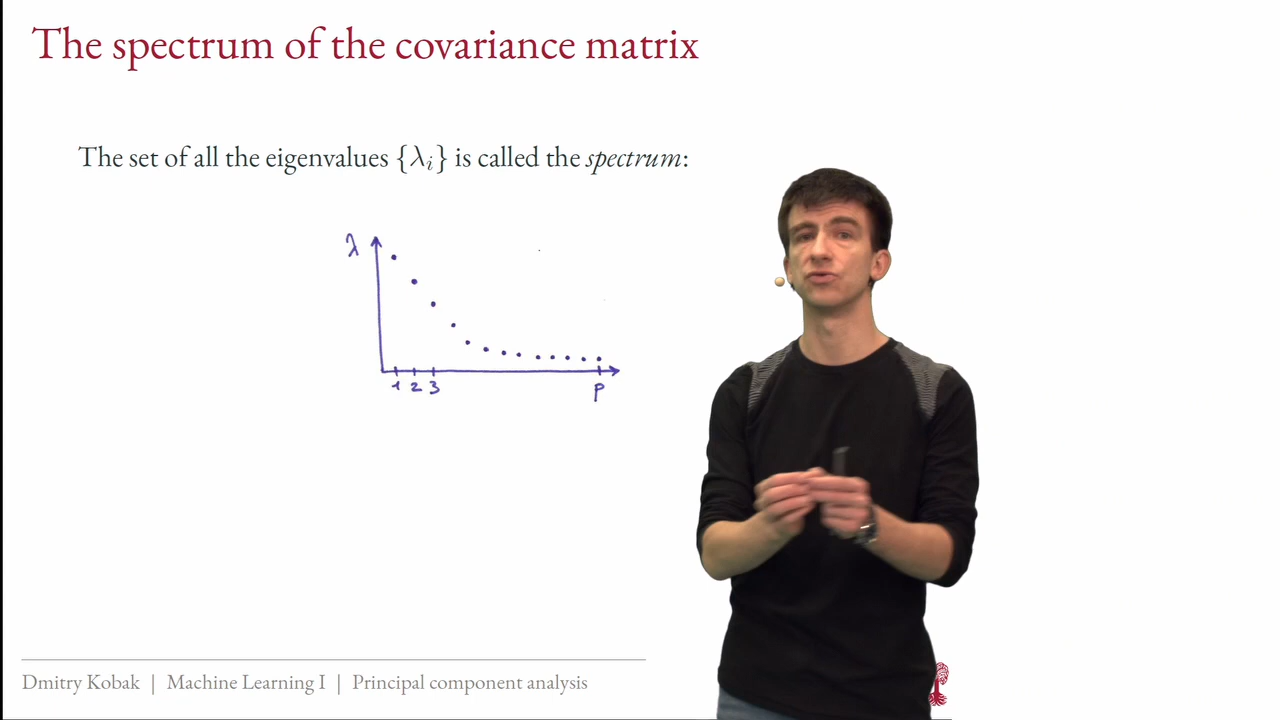 The spectrum of the covariance matrix
The set of all the eigenvalues {λᵢ} is called the spectrum:
λ
1 2 3 p
Dmitry Kobak | Machine Learning I | Principal component analysis